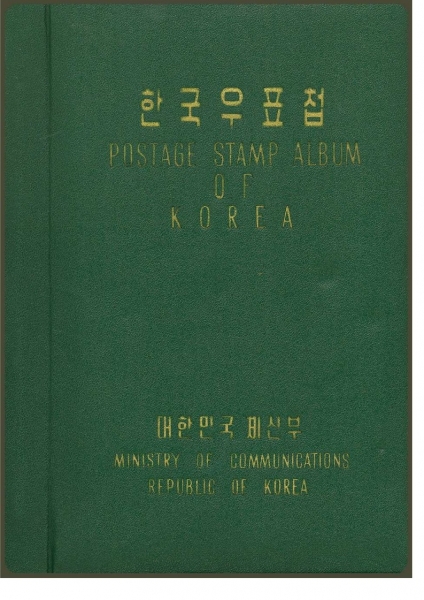 한국우표첩
POSTAGE STAMP ALBUM
OF
KOREA
대한민국 체신부
MINISTRY OF COMMUNICATIONS
REPUBLIC OF KOREA